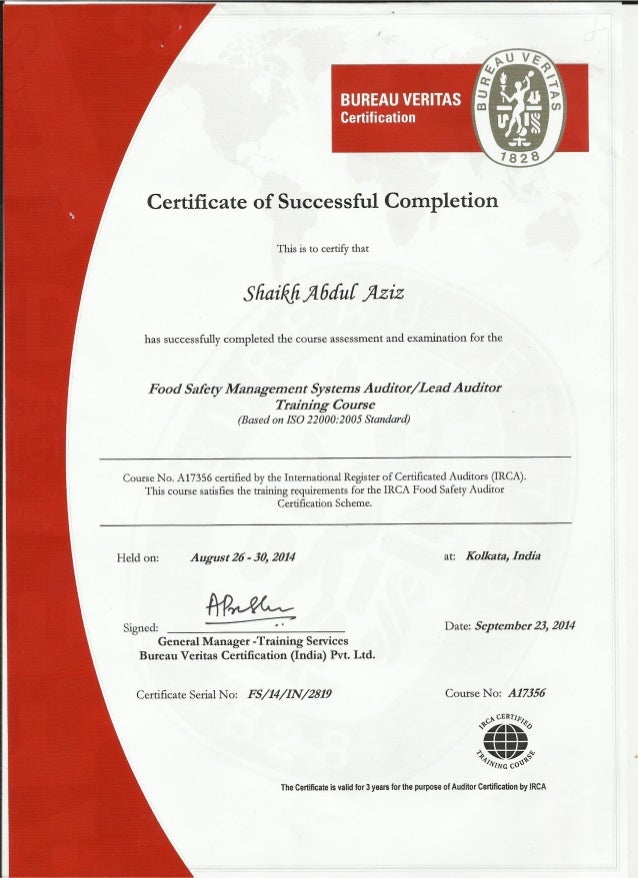 BUREAU VERITAS
Certification
BUREAU VERITAS
1828
Certificate of Successful Completion
This is to certify that
Shaikh Abdul Aziz
has successfully completed the course assessment and examination for the
Food Safety Management Systems Auditor/Lead Auditor
Training Course
(Based on ISO 22000:2005 Standard)
Course No. A17356 certified by the International Register of Certificated Auditors (IRCA).
This course satisfies the training requirements for the IRCA Food Safety Auditor
Certification Scheme.
Held on: August 26 - 30, 2014 at: Kolkata, India
Signed: Date: September 23, 2014
General Manager -Training Services
Bureau Veritas Certification (India) Pvt. Ltd.
Certificate Serial No: FS/14/IN/2819 Course No: A17356
IRCA CERTIFIED
TRAINING COURSE
The Certificate is valid for 3 years for the purpose of Auditor Certification by IRCA